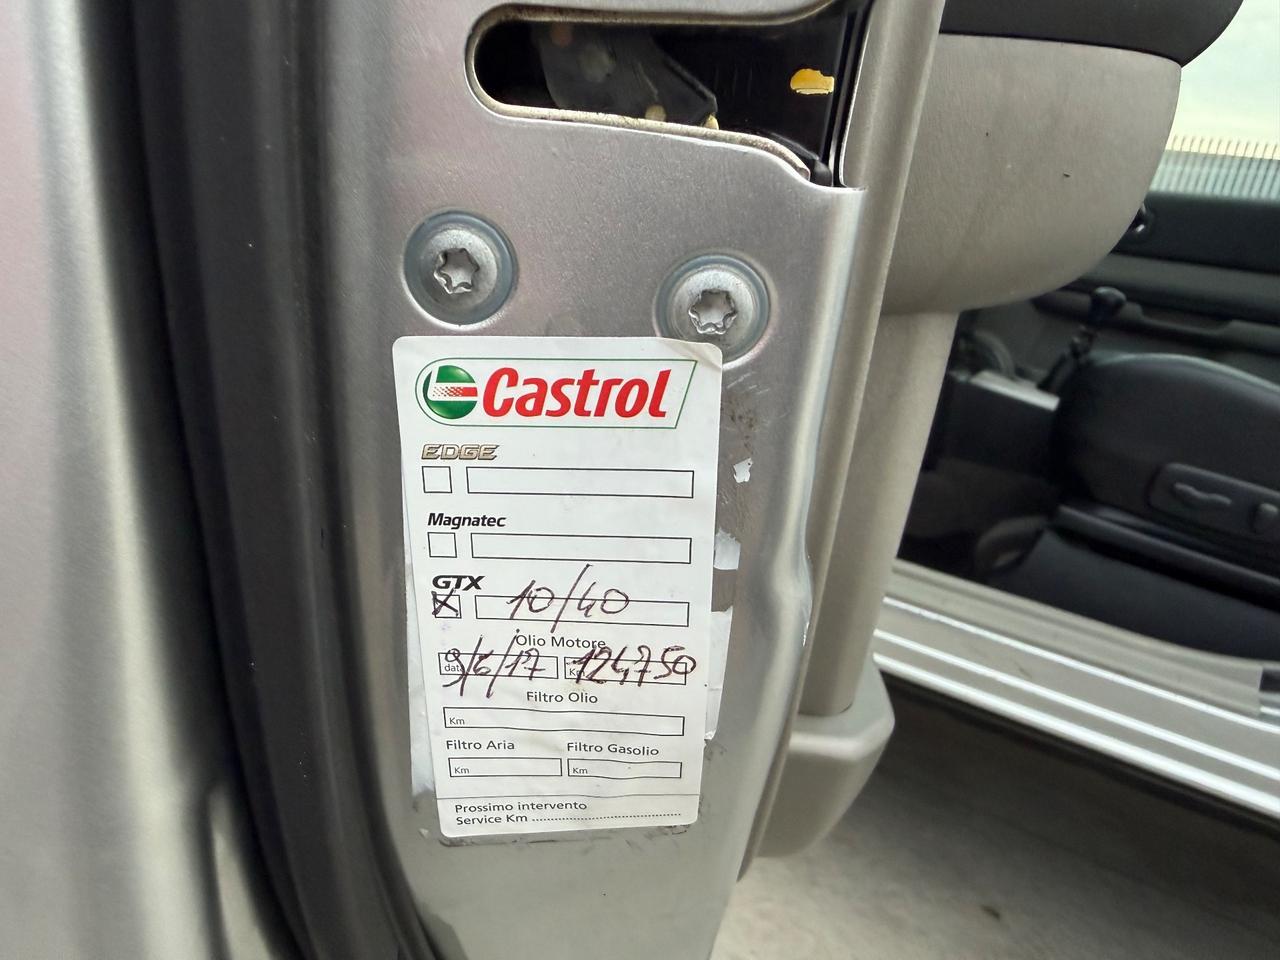 Castrol
EDGE
Magnatec
GTX
X 10/40
Olio Motore
data 9/6/17 Km 124750
Filtro Olio
Km
Filtro Aria Filtro Gasolio
Km Km
Prossimo intervento
Service Km ........................................